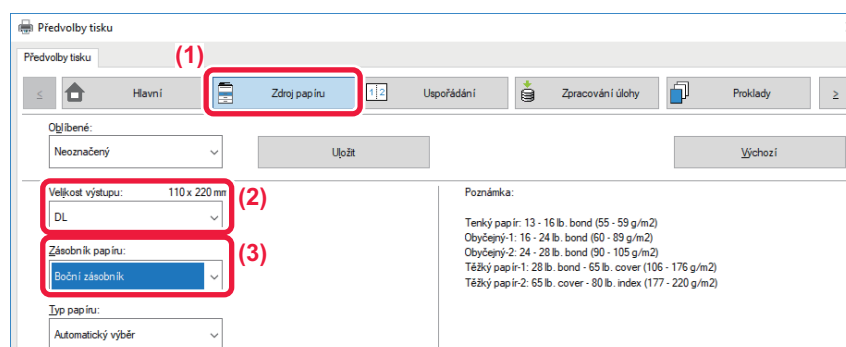 Předvolby tisku
Předvolby tisku
(1)
≤ Hlavní Zdroj papíru 1 2 Uspořádání Zpracování úlohy Proklady ≥
Oblíbené:
Neoznačený Uložit Výchozí
Velikost výstupu: 110 x 220 mm
(2)
DL
Zásobník papíru:
(3)
Boční zásobník
Typ papíru:
Automatický výběr
Poznámka:
Tenký papír: 13 - 16 lb. bond (55 - 59 g/m2)
Obyčejný-1: 16 - 24 lb. bond (60 - 89 g/m2)
Obyčejný-2: 24 - 28 lb. bond (90 - 105 g/m2)
Těžký papír-1: 28 lb. bond - 65 lb. cover (106 - 176 g/m2)
Těžký papír-2: 65 lb. cover - 80 lb. index (177 - 220 g/m2)